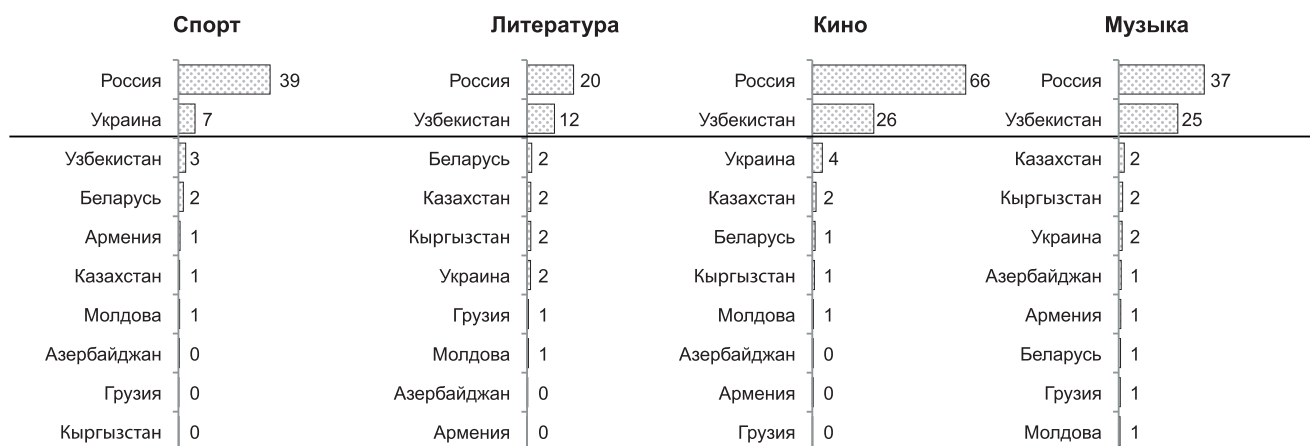 Спорт Литература Кино Музыка
Россия 39 Россия 20 Россия 66 Россия 37
Украина 7 Узбекистан 12 Узбекистан 26 Узбекистан 25
Узбекистан 3 Беларусь 2 Украина 4 Казахстан 2
Беларусь 2 Казахстан 2 Казахстан 2 Кыргызстан 2
Армения 1 Кыргызстан 2 Беларусь 1 Украина 2
Казахстан 1 Украина 2 Кыргызстан 1 Азербайджан 1
Молдова 1 Грузия 1 Молдова 1 Армения 1
Азербайджан 0 Молдова 1 Азербайджан 0 Беларусь 1
Грузия 0 Азербайджан 0 Армения 0 Грузия 1
Кыргызстан 0 Армения 0 Грузия 0 Молдова 1